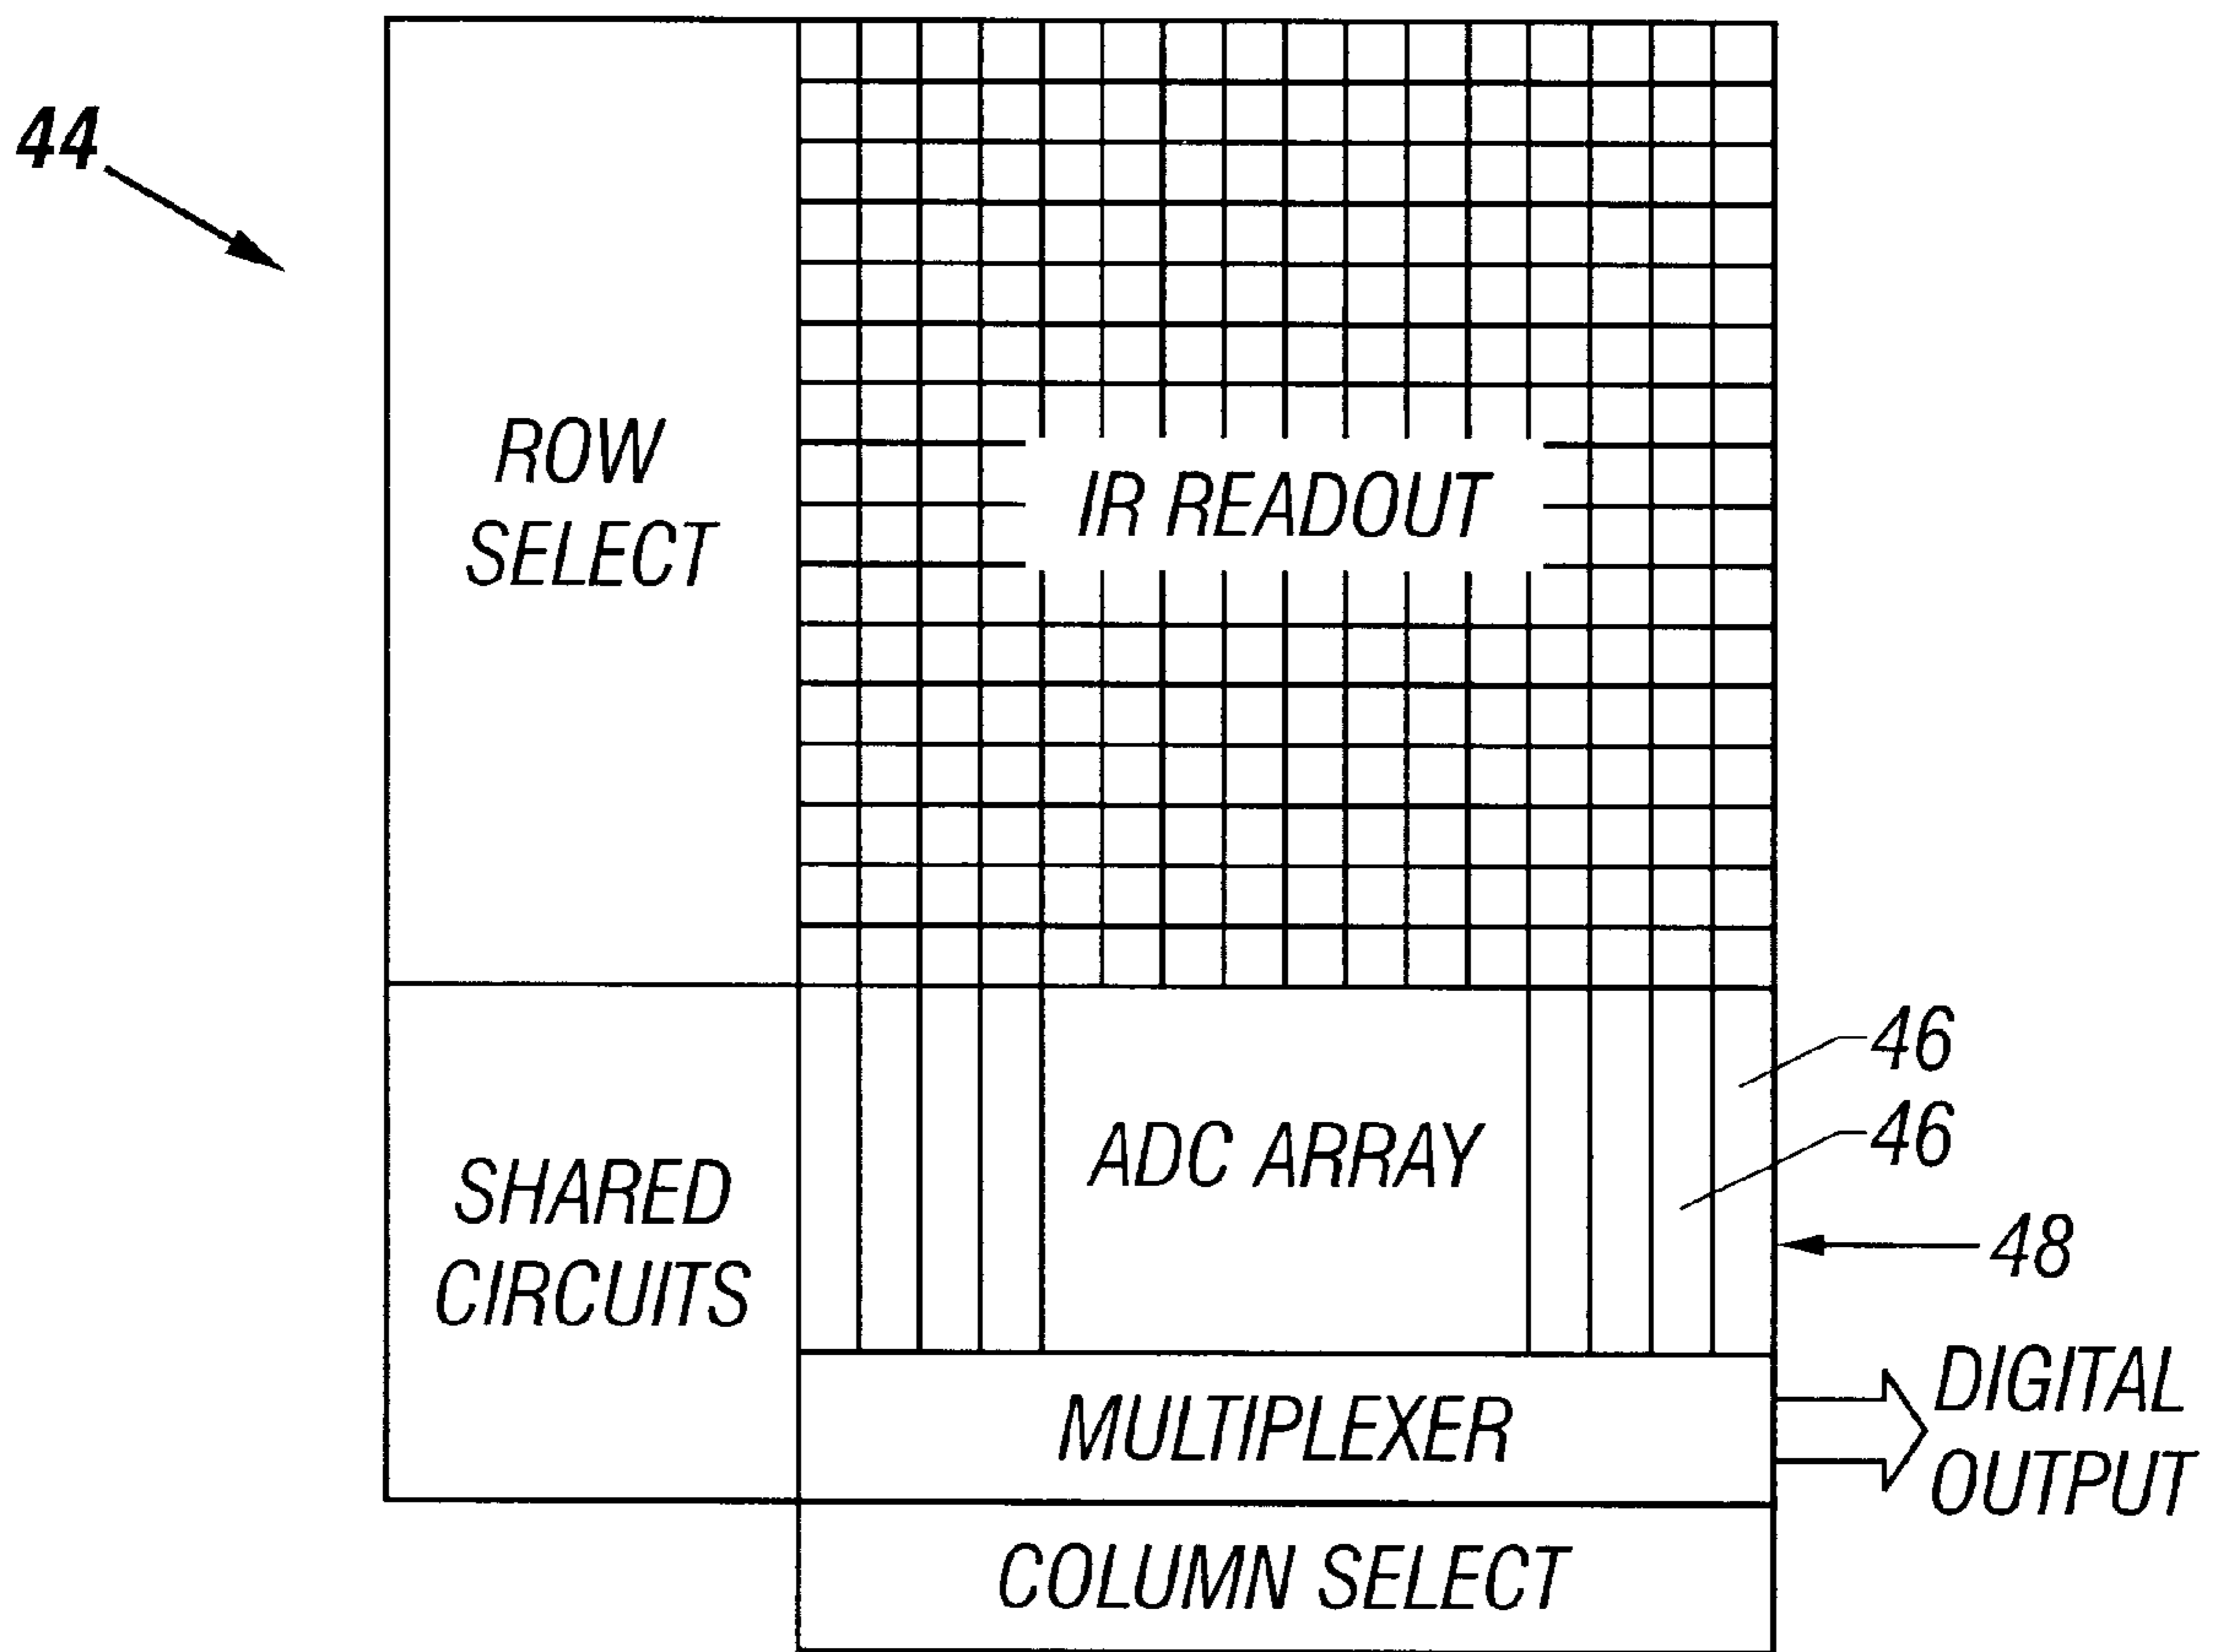 44
ROW
SELECT
IR READOUT
46
46
48
SHARED
CIRCUITS
ADC ARRAY
MULTIPLEXER
DIGITAL
OUTPUT
COLUMN SELECT